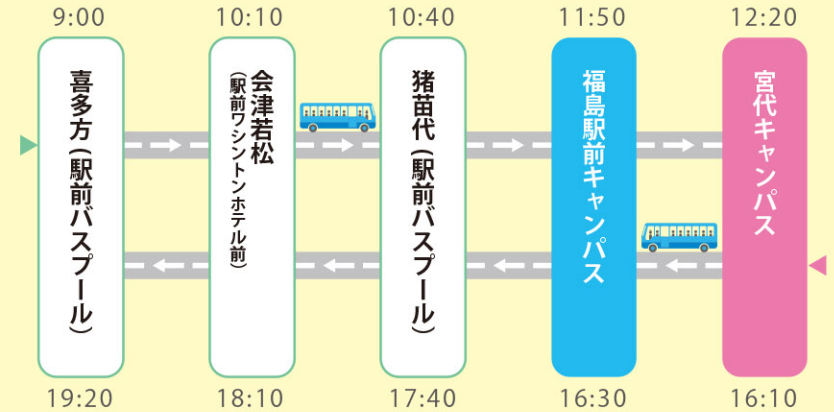 9:00
10:10
10:40
11:50
12:20
喜多方(駅前バスプール)
会津若松
(駅前ワシントンホテル前)
猪苗代(駅前バスプール)
福島駅前キャンパス
宮代キャンパス
19:20
18:10
17:40
16:30
16:10